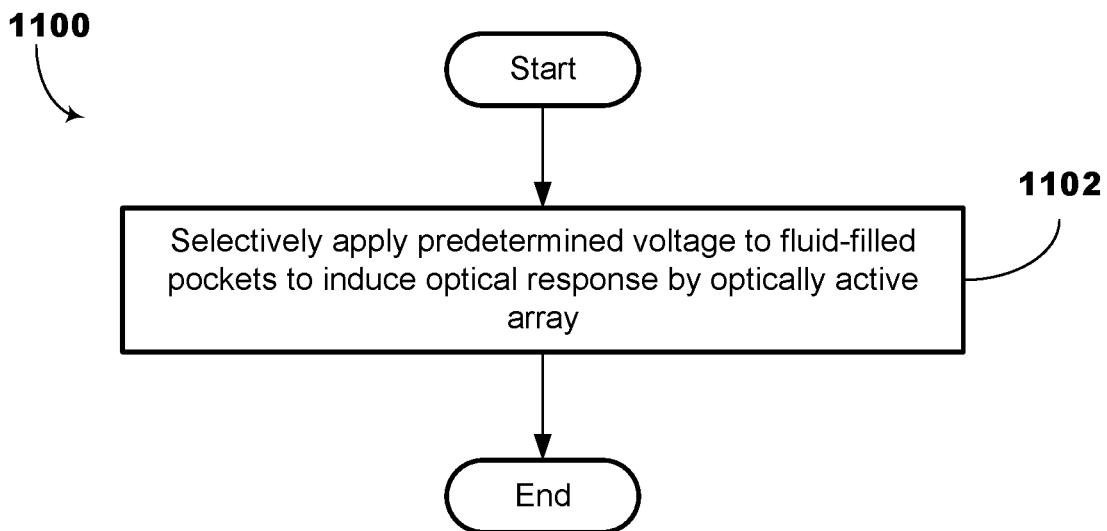 1100
Start
1102
Selectively apply predetermined voltage to fluid-filled
pockets to induce optical response by optically active
array
End